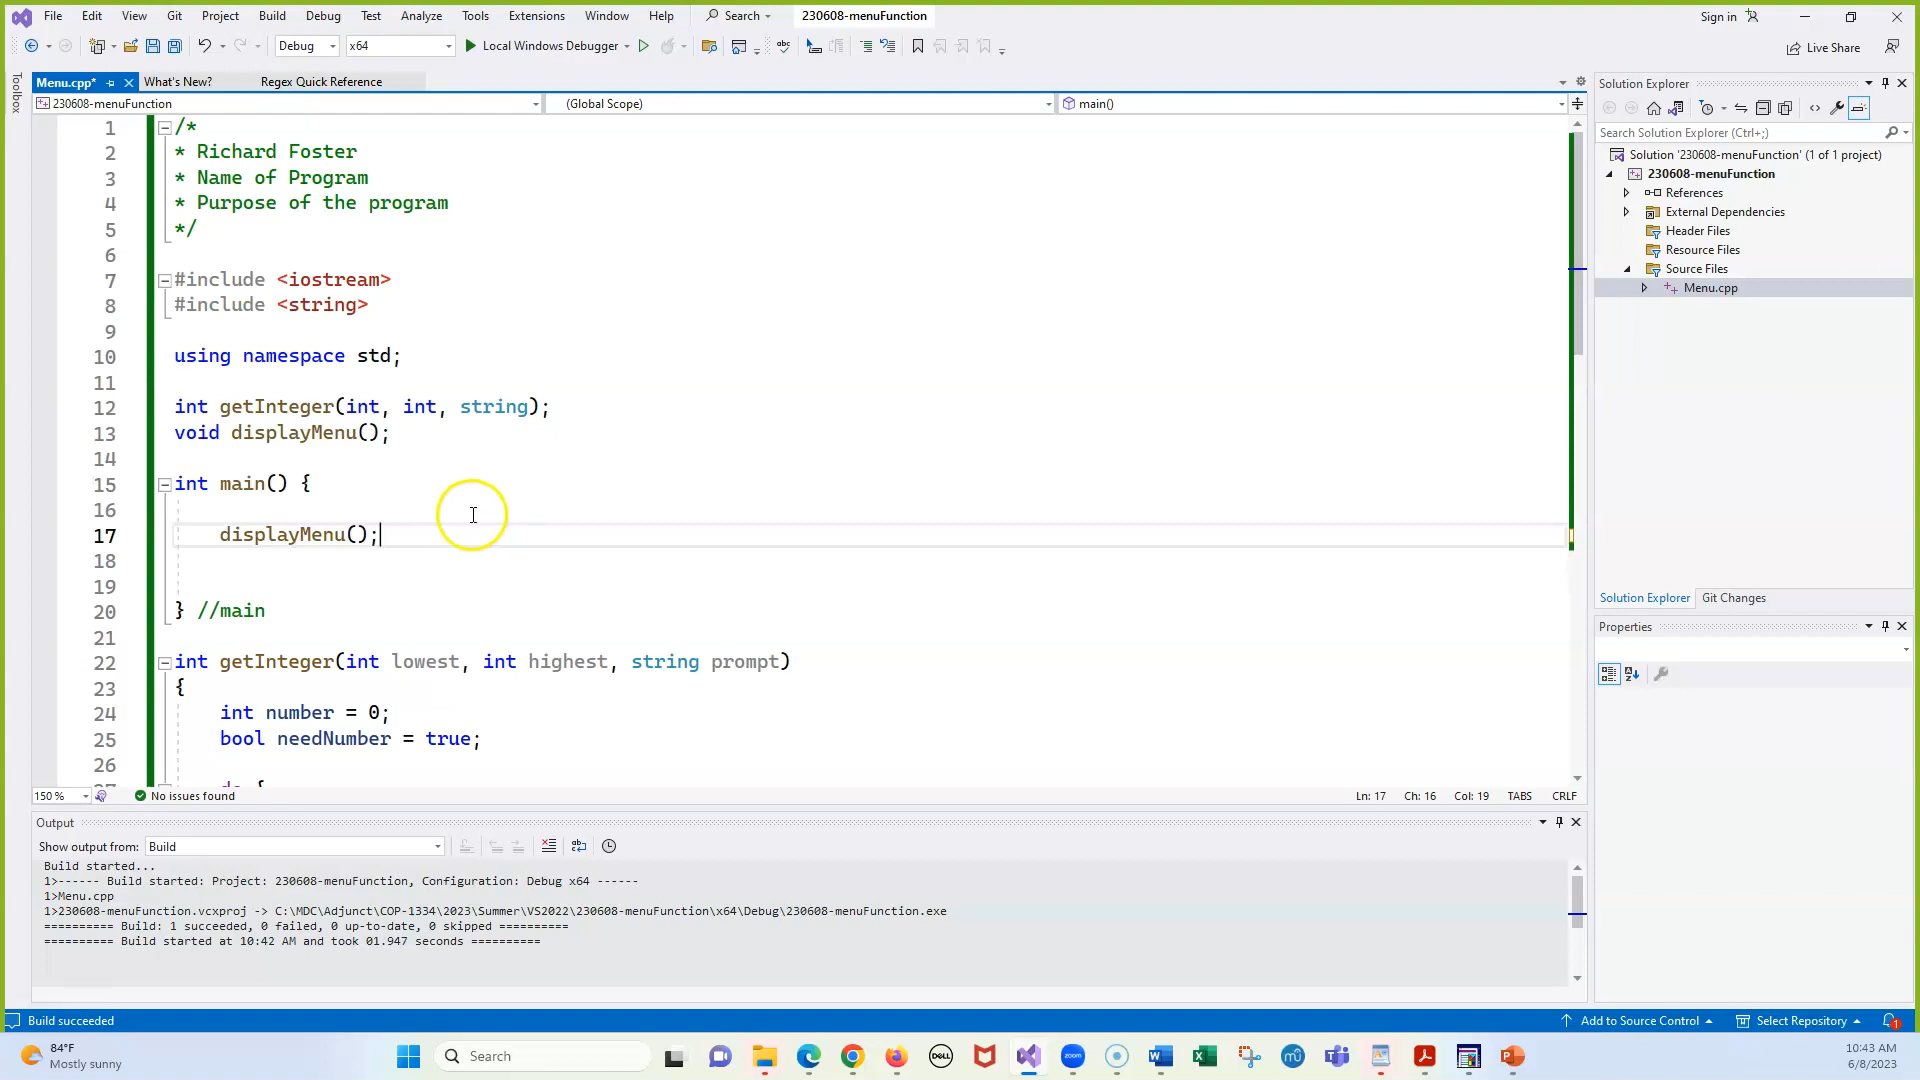 File Edit View Git Project Build Debug Test Analyze Tools Extensions Window Help Search 230608-menuFunction Sign in
Debug x64 Local Windows Debugger Live Share
Toolbox
Menu.cpp* What's New? Regex Quick Reference
230608-menuFunction (Global Scope) main()
1 /*
2 * Richard Foster
3 * Name of Program
4 * Purpose of the program
5 */
6
7 #include <iostream>
8 #include <string>
9
10 using namespace std;
11
12 int getInteger(int, int, string);
13 void displayMenu();
14
15 int main() {
16
17 displayMenu();
18
19
20 } //main
21
22 int getInteger(int lowest, int highest, string prompt)
23 {
24 int number = 0;
25 bool needNumber = true;
26
150 % No issues found Ln: 17 Ch: 16 Col: 19 TABS CRLF
Output
Show output from: Build
Build started...
1>------ Build started: Project: 230608-menuFunction, Configuration: Debug x64 ------
1>Menu.cpp
1>230608-menuFunction.vcxproj -> C:\MDC\Adjunct\COP-1334\2023\Summer\VS2022\230608-menuFunction\x64\Debug\230608-menuFunction.exe
========== Build: 1 succeeded, 0 failed, 0 up-to-date, 0 skipped ==========
========== Build started at 10:42 AM and took 01.947 seconds ==========
Solution Explorer
Search Solution Explorer (Ctrl+;)
Solution '230608-menuFunction' (1 of 1 project)
230608-menuFunction
References
External Dependencies
Header Files
Resource Files
Source Files
Menu.cpp
Solution Explorer Git Changes
Properties
Build succeeded Add to Source Control Select Repository 1
84°F
Mostly sunny
Search
DELL
zoom
10:43 AM
6/8/2023